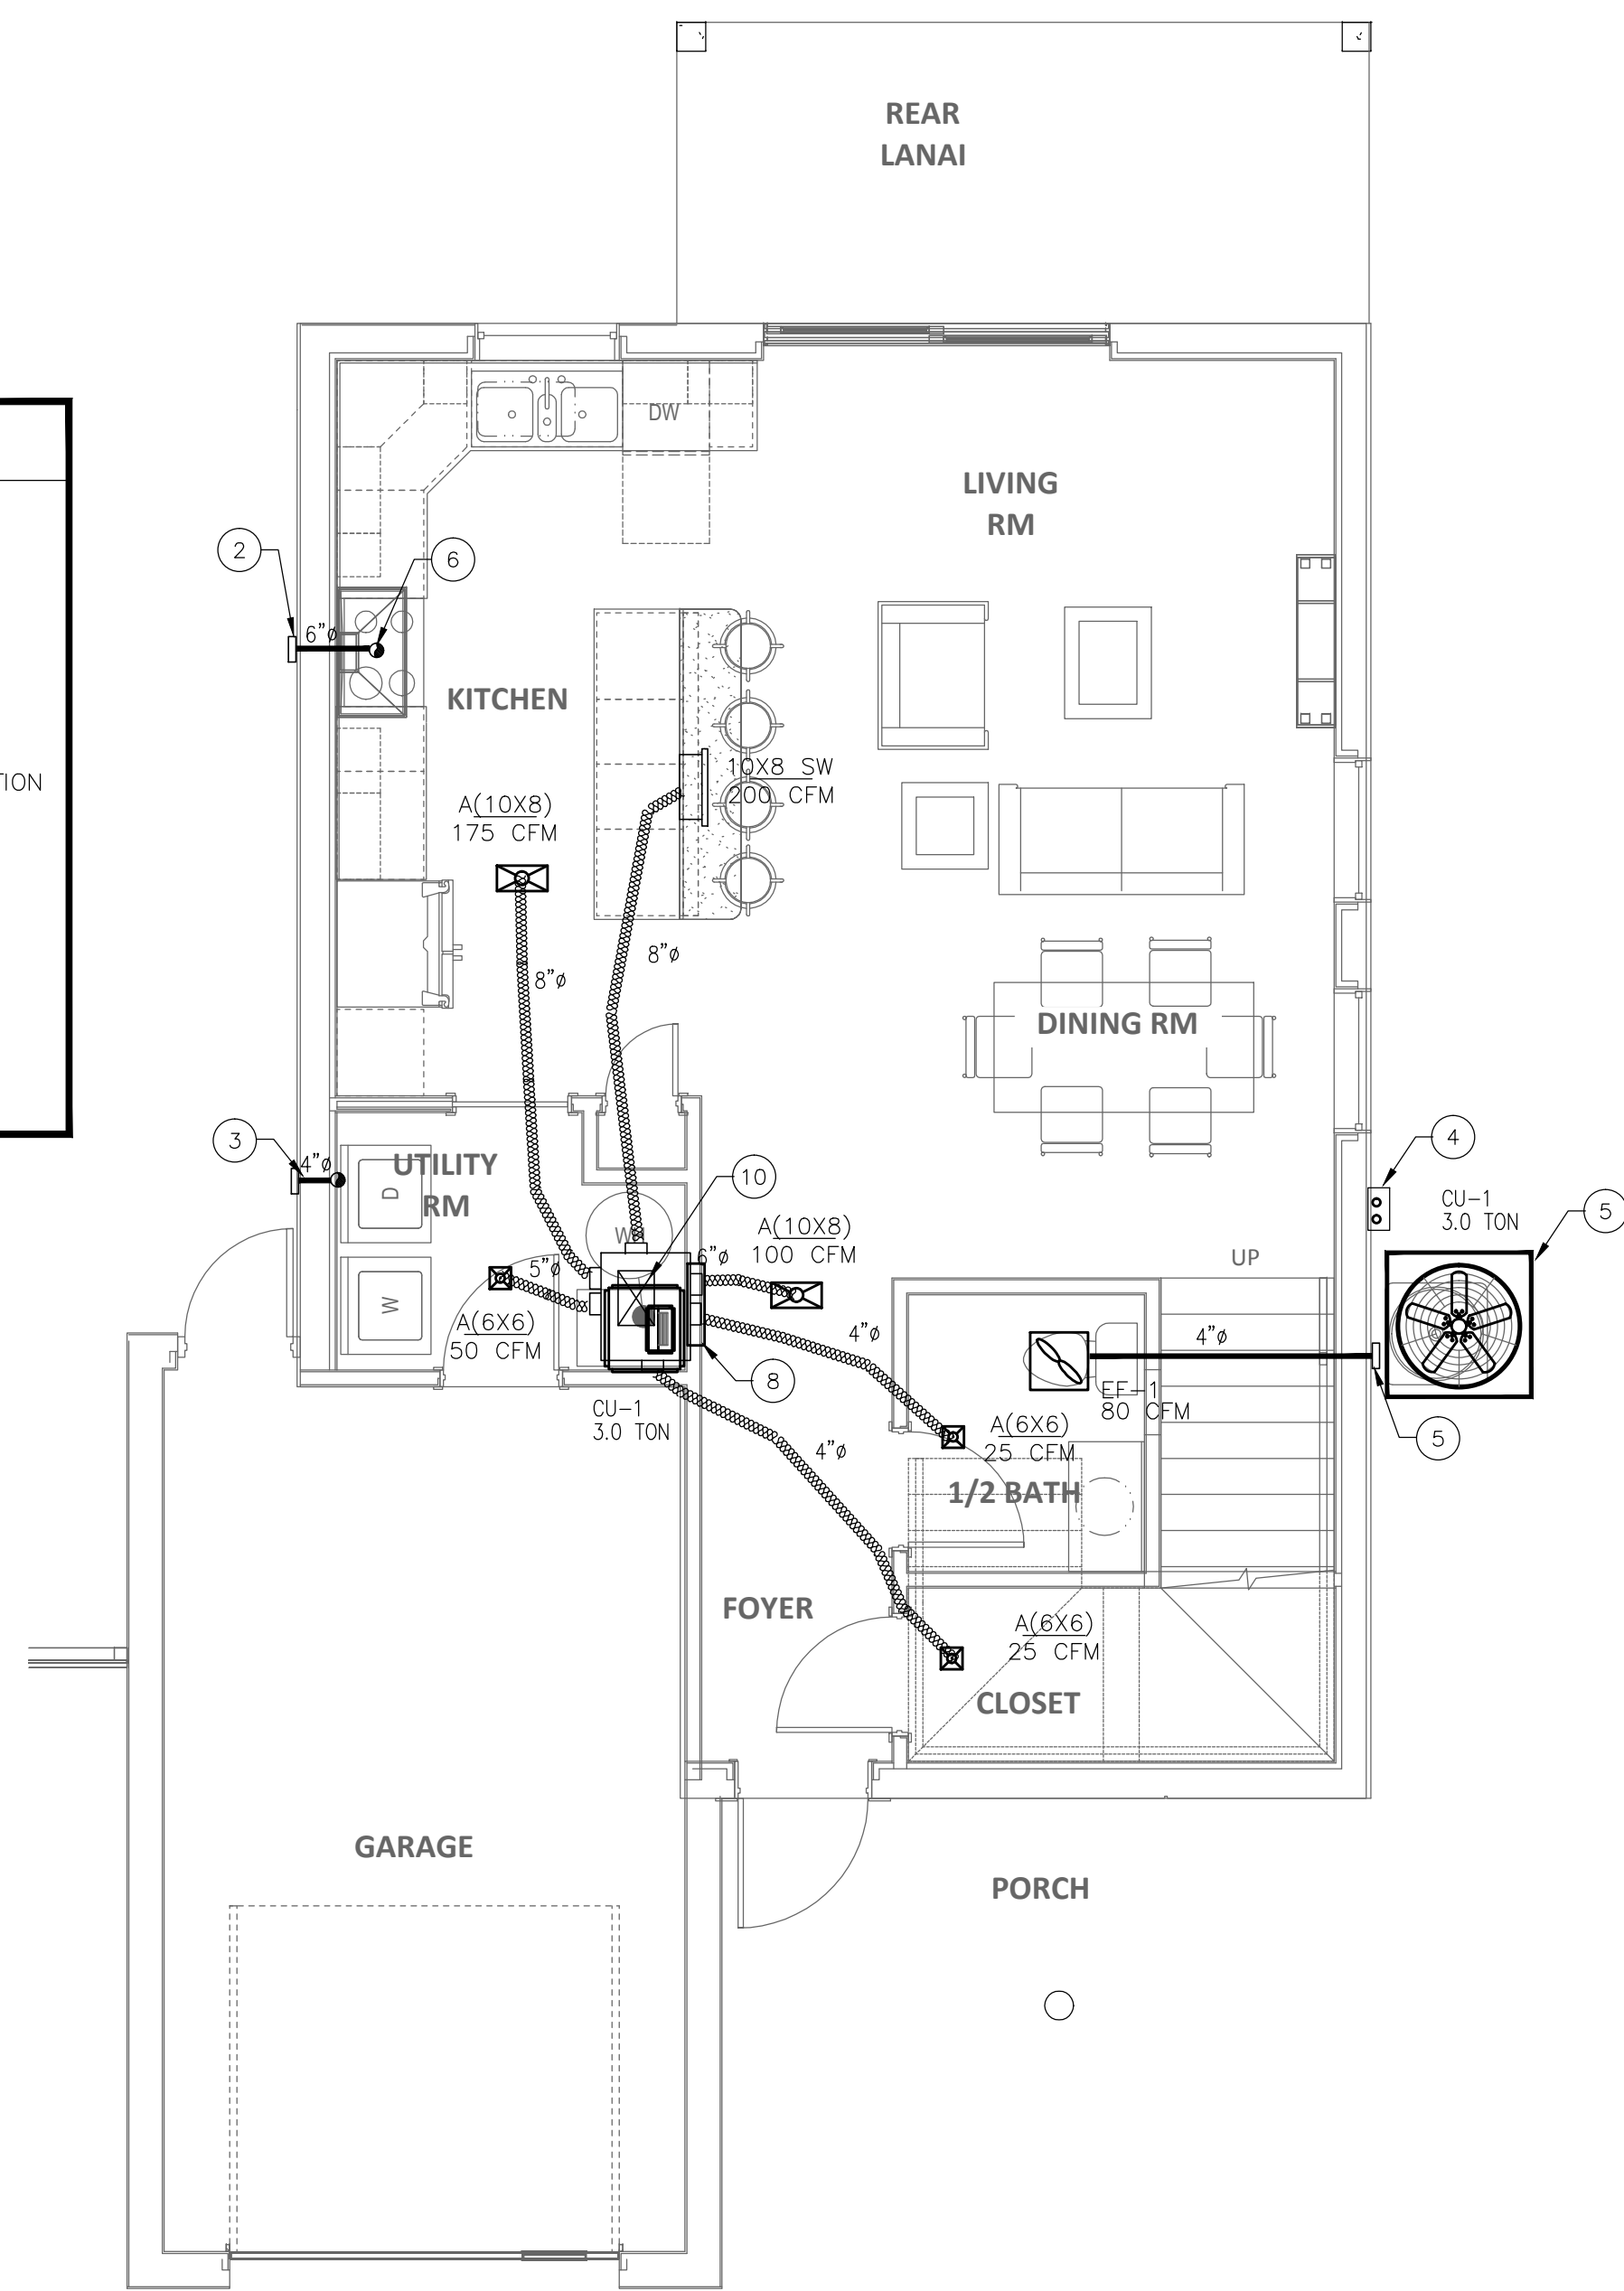 REAR
LANAI
DW
LIVING
RM
2
6
6"ø
KITCHEN
10X8 SW
200 CFM
TION
A(10X8)
175 CFM
8"ø
8"ø
DINING RM
3
4"ø
UTILITY
RM
D
10
4
CU-1
3.0 TON
5
W
A(10X8)
100 CFM
6"ø
UP
5"ø
W
A(6X6)
50 CFM
4"ø
4"ø
8
EF-1
80 CFM
CU-1
3.0 TON
A(6X6)
25 CFM
5
4"ø
1/2 BATH
FOYER
A(6X6)
25 CFM
CLOSET
GARAGE
PORCH